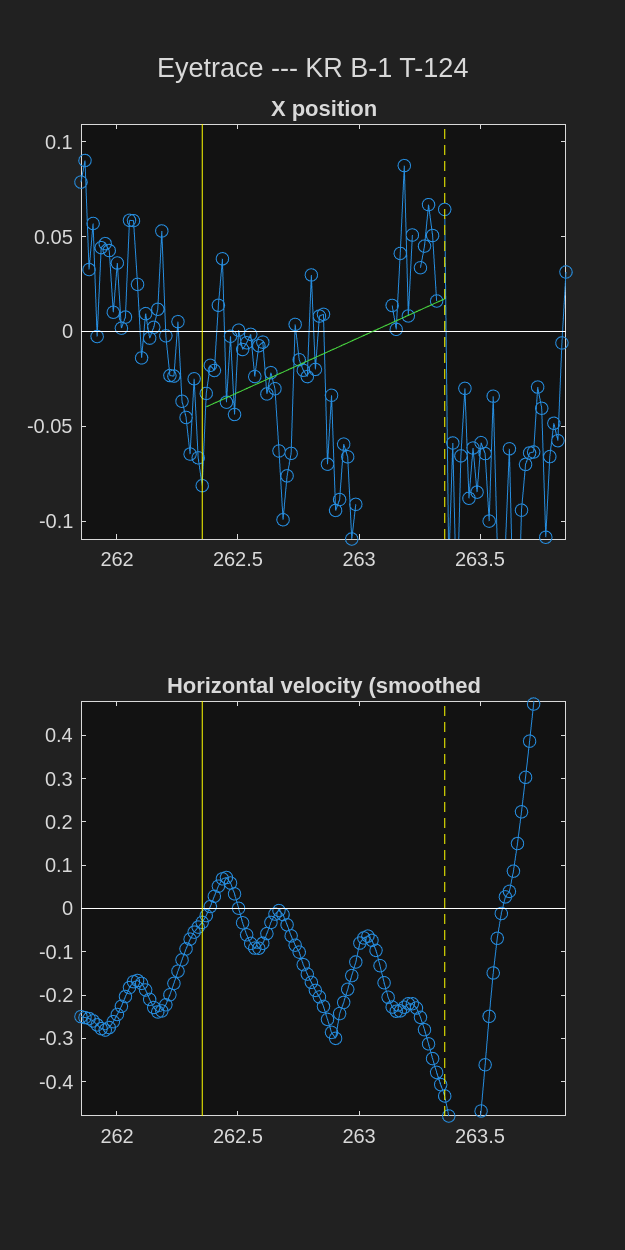 Eyetrace --- KR B-1 T-124
X position
0.1
0.05
0
-0.05
-0.1
262 262.5 263 263.5
Horizontal velocity (smoothed
0.4
0.3
0.2
0.1
0
-0.1
-0.2
-0.3
-0.4
262 262.5 263 263.5